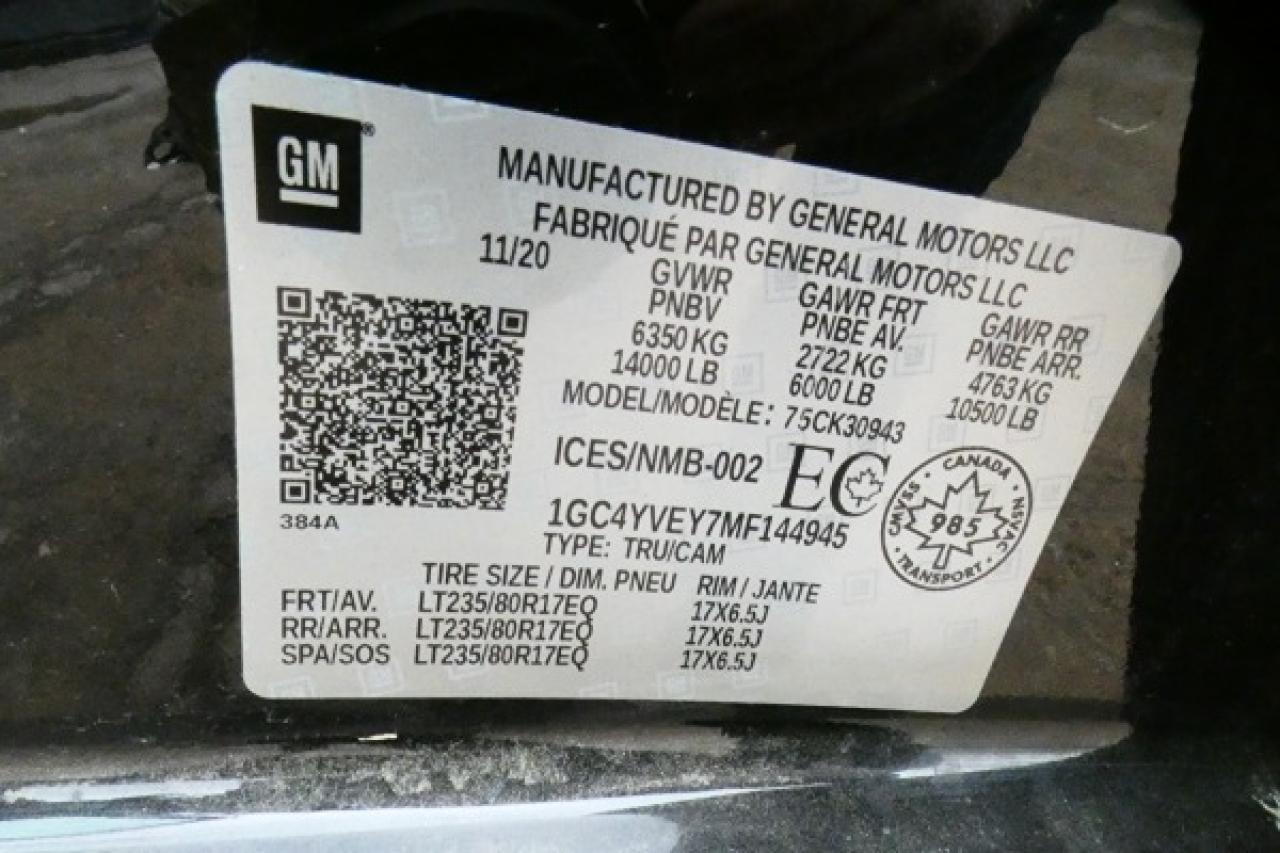 GM®
MANUFACTURED BY GENERAL MOTORS LLC
FABRIQUÉ PAR GENERAL MOTORS LLC
11/20
GVWR GAWR FRT GAWR RR
PNBV PNBE AV. PNBE ARR.
6350 KG 2722 KG 4763 KG
14000 LB 6000 LB 10500 LB
MODEL/MODÈLE: 75CK30943
ICES/NMB-002 EC
CANADA
CMVSS 985 NSVAC
TRANSPORT
384A
1GC4YVEY7MF144945
TYPE: TRU/CAM
TIRE SIZE / DIM. PNEU RIM / JANTE
FRT/AV. LT235/80R17EQ 17X6.5J
RR/ARR. LT235/80R17EQ 17X6.5J
SPA/SOS LT235/80R17EQ 17X6.5J